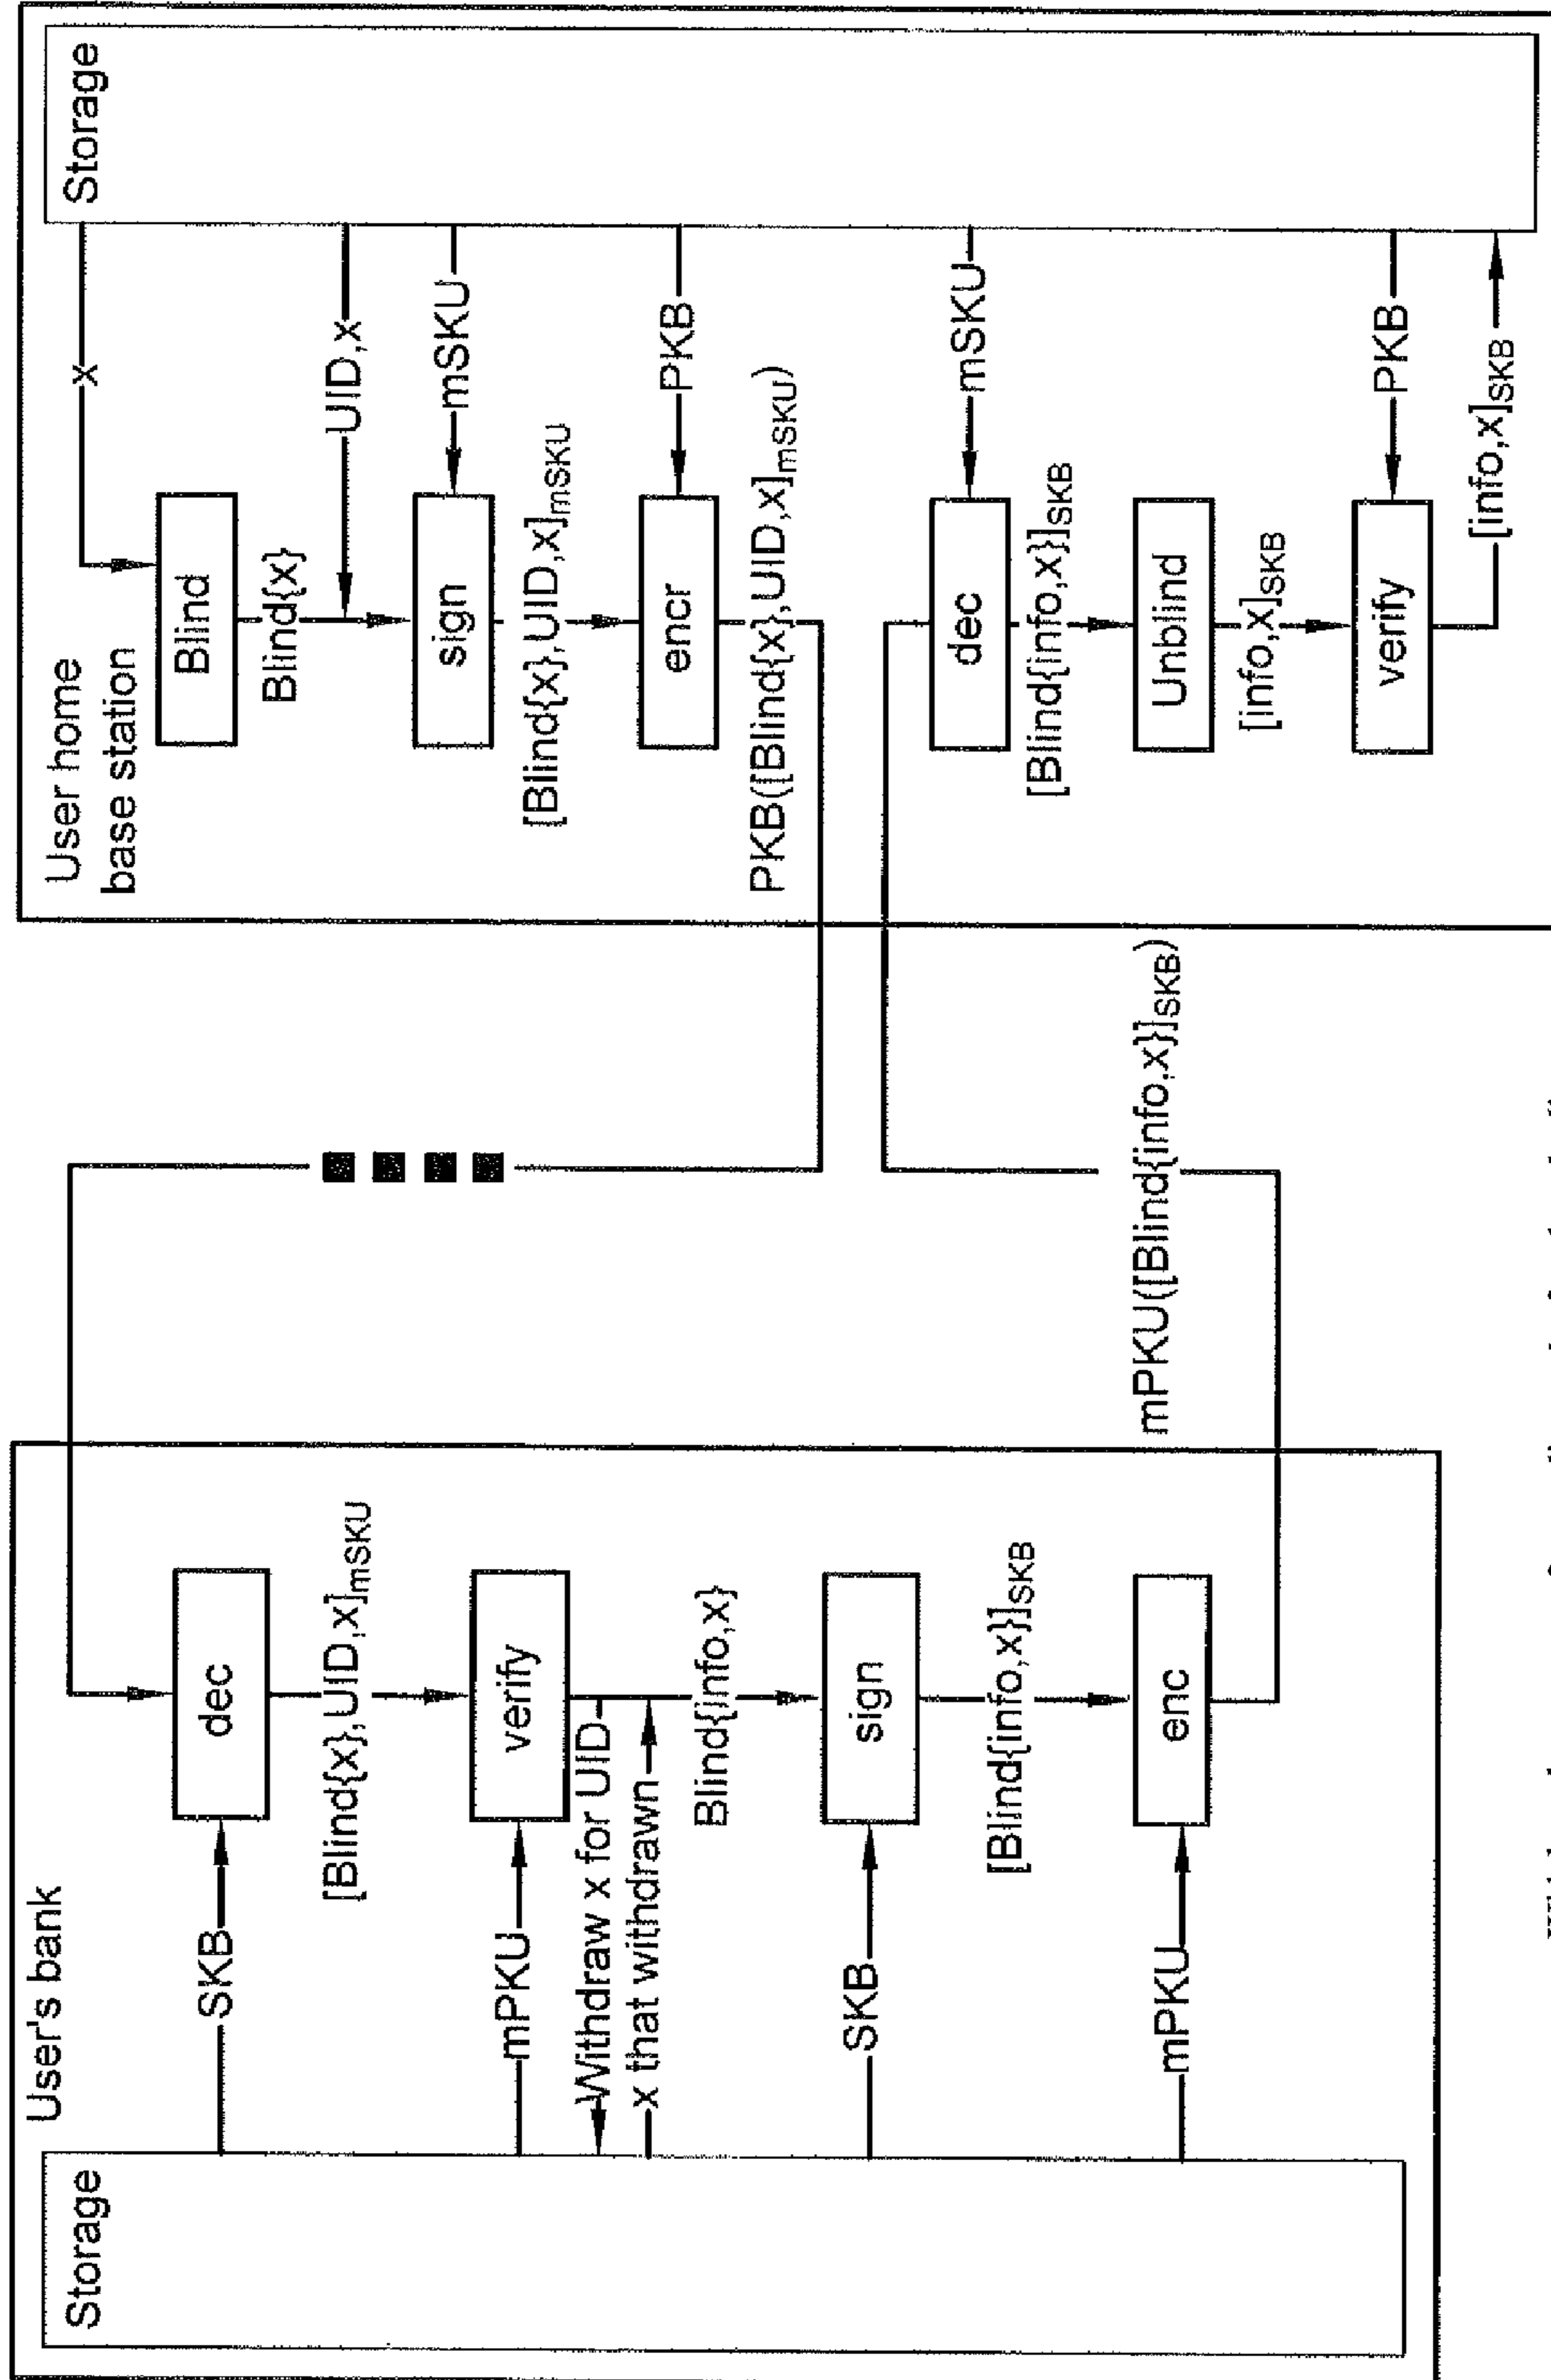 User's bank
Storage
SKB
dec
[Blind{x},UID,x]mSKU
mPKU
verify
Withdraw x for UID
x that withdrawn
Blind{info,x}
SKB
sign
[Blind{info,x}]SKB
mPKU
enc
mPKU([Blind{info,x}]SKB)
User home
base station
Storage
x
Blind
Blind{x}
UID,x
mSKU
sign
[Blind{x},UID,x]mSKU
PKB
encr
PKB([Blind{x},UID,x]mSKU)
mSKU
dec
[Blind{info,x}]SKB
Unblind
[info,x]SKB
PKB
verify
[info,x]SKB